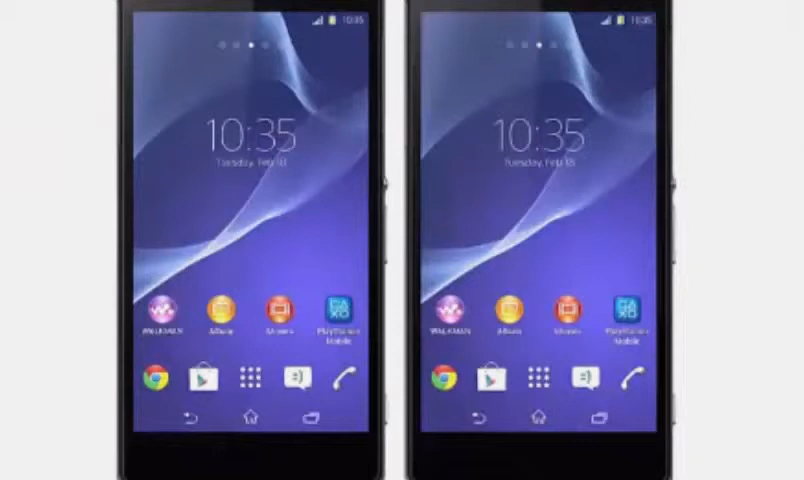 10:35
10:35
10:35
10:35
Tuesday, Feb 18
Tuesday, Feb 18
WALKMAN
Album
Movies
PlayStation
Mobile
WALKMAN
Album
Movies
PlayStation
Mobile